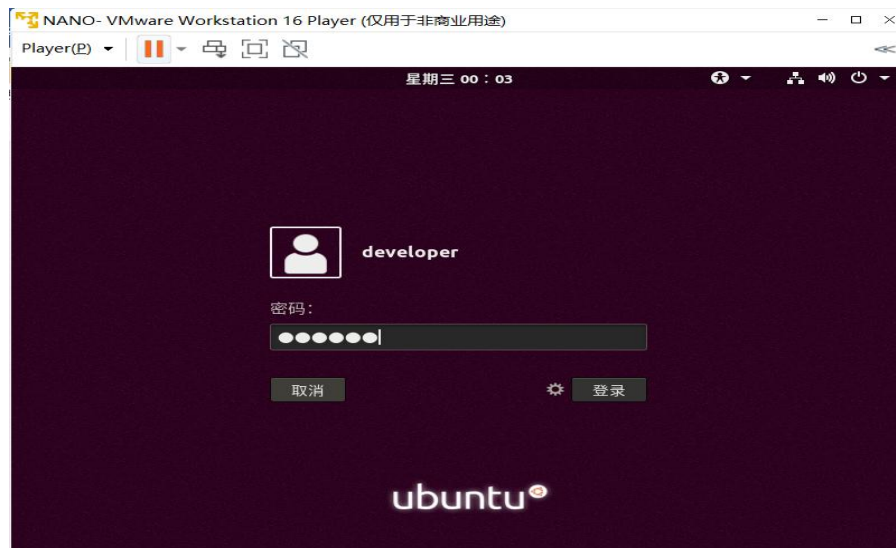 NANO- VMware Workstation 16 Player (仅用于非商业用途)
Player(P)
星期三 00：03
developer
密码：
取消
登录
ubuntu